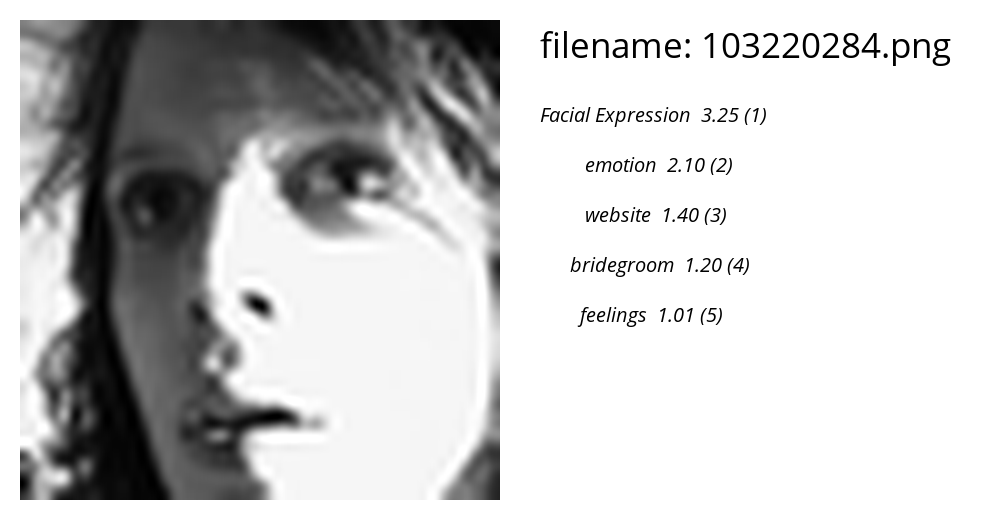 filename: 103220284.png
Facial Expression 3.25 (1)
emotion 2.10 (2)
website 1.40 (3)
bridegroom 1.20 (4)
feelings 1.01 (5)